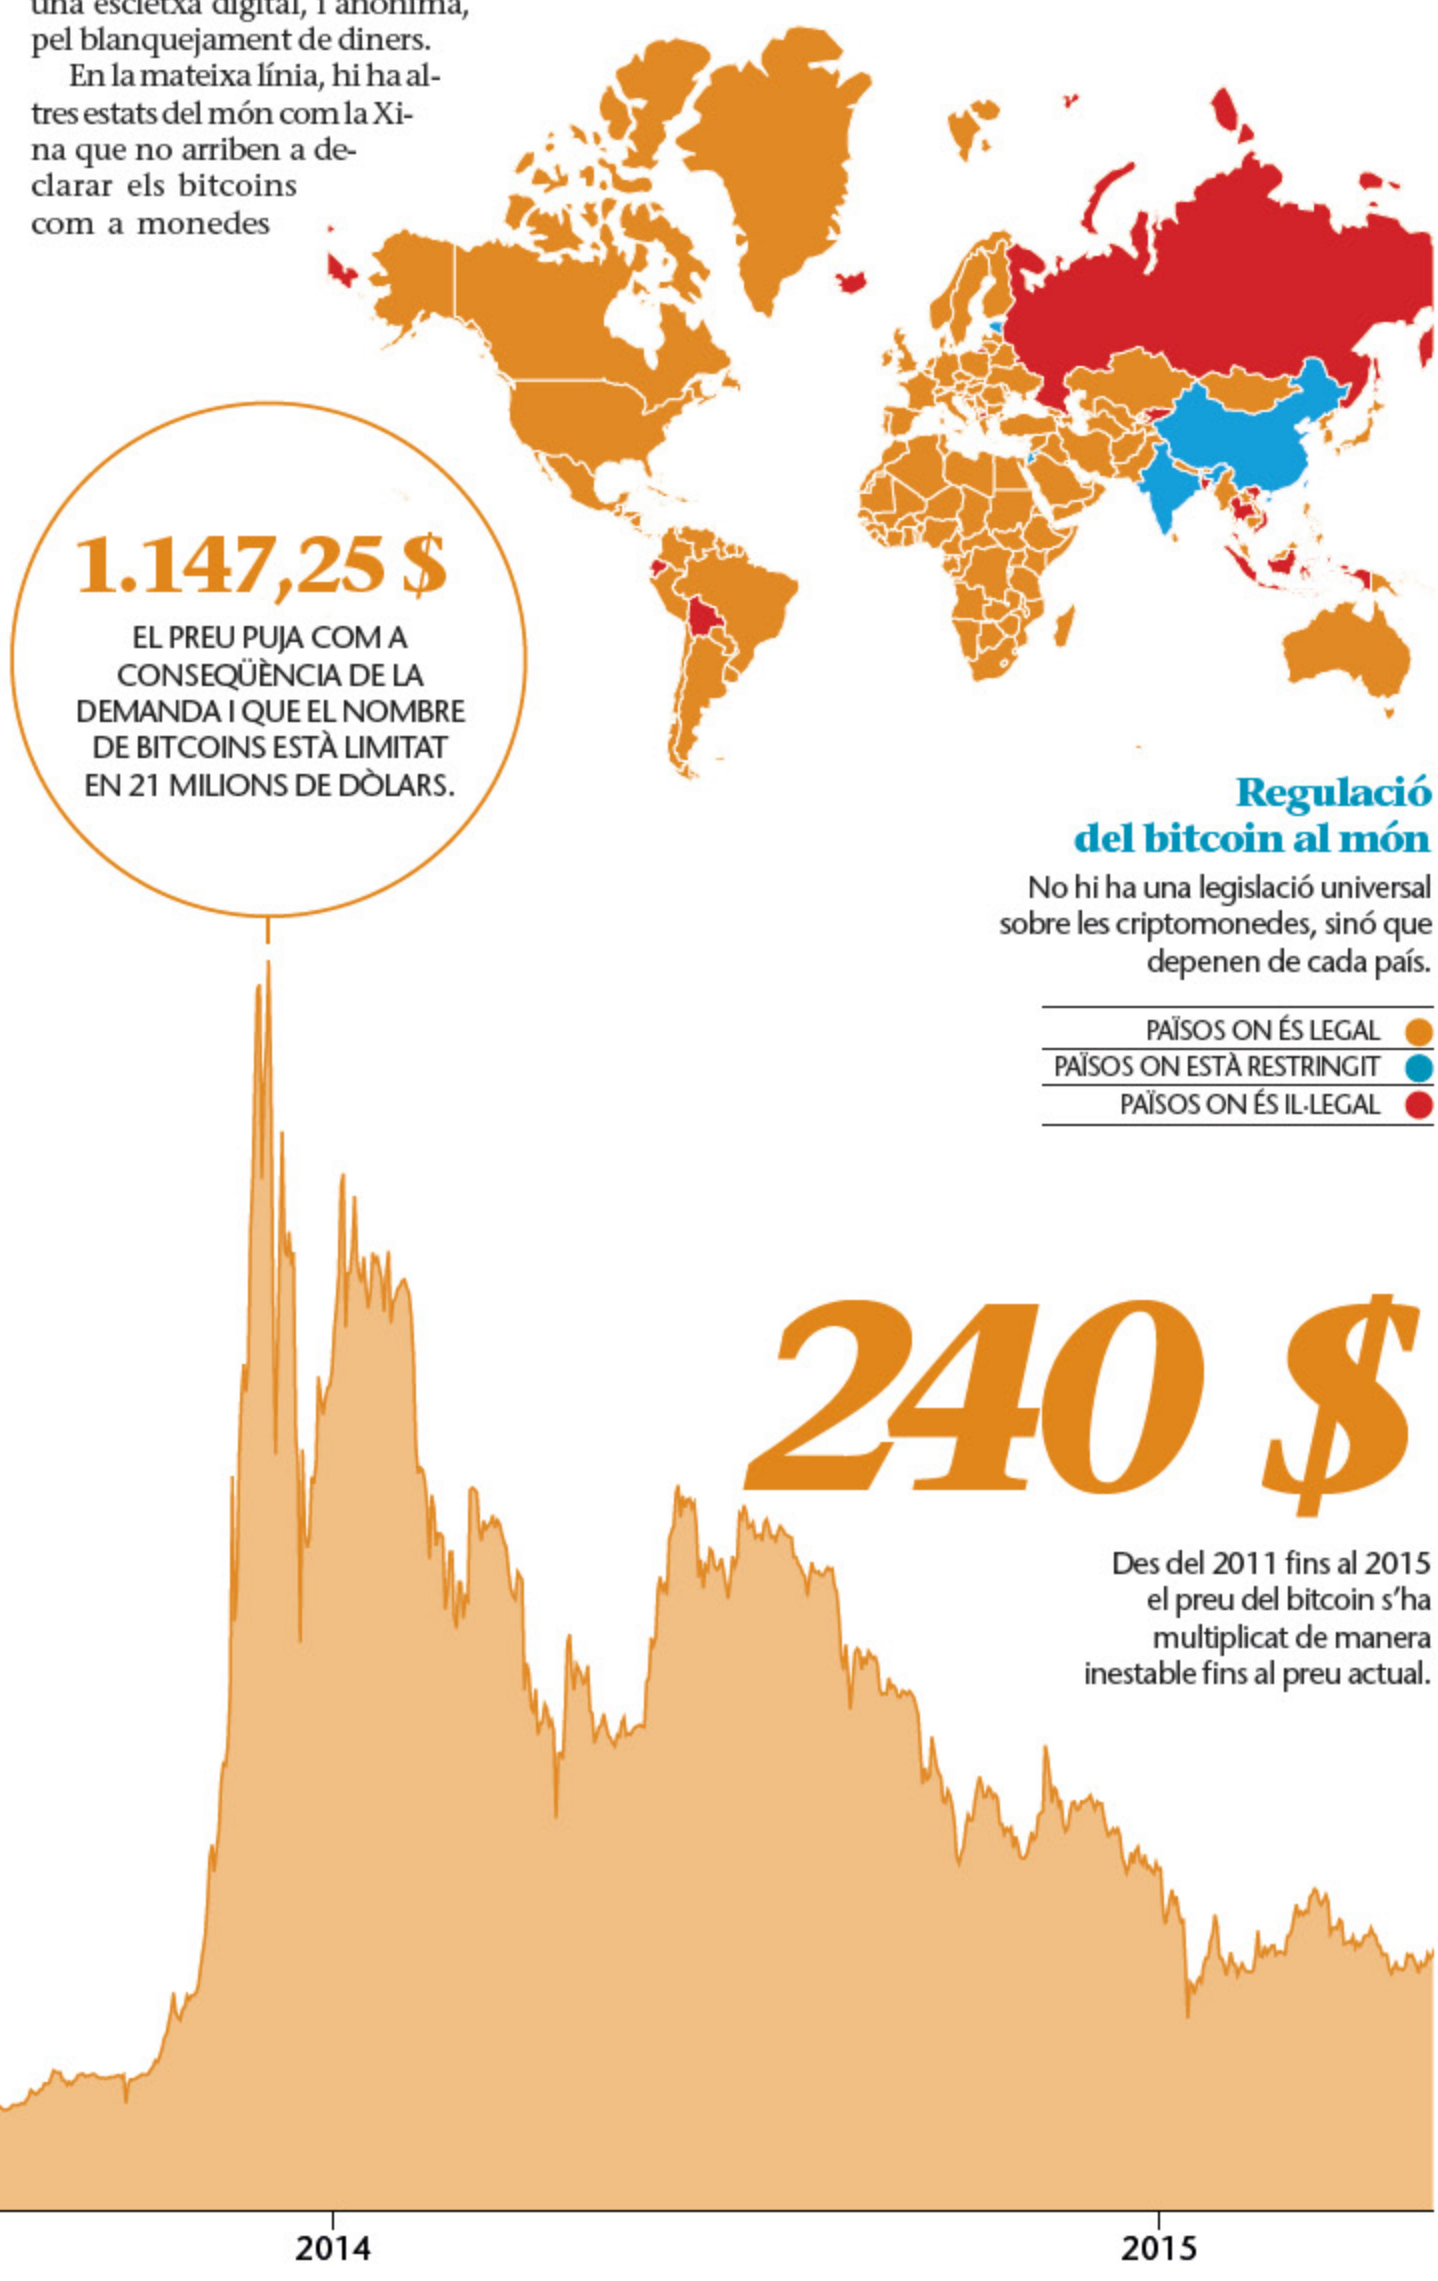 una escletxa digital, i anònima,
pel blanquejament de diners.
En la mateixa línia, hi ha al-
tres estats del món com la Xi-
na que no arriben a de-
clarar els bitcoins
com a monedes
1.147,25 $
EL PREU PUJA COM A
CONSEQÜÈNCIA DE LA
DEMANDA I QUE EL NOMBRE
DE BITCOINS ESTÀ LIMITAT
EN 21 MILIONS DE DÒLARS.
Regulació
del bitcoin al món
No hi ha una legislació universal
sobre les criptomonedes, sinó que
depenen de cada país.
PAÏSOS ON ÉS LEGAL
PAÏSOS ON ESTÀ RESTRINGIT
PAÏSOS ON ÉS IL·LEGAL
240 $
Des del 2011 fins al 2015
el preu del bitcoin s'ha
multiplicat de manera
inestable fins al preu actual.
2014
2015